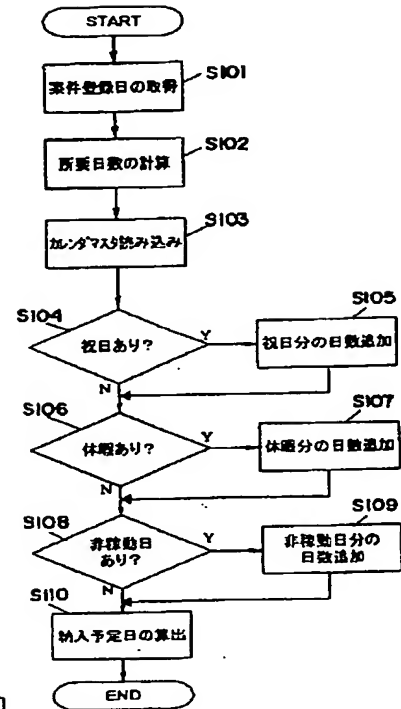 START
案件登録日の取得
S101
所要日数の計算
S102
カレンダマスタ読み込み
S103
S104
祝日あり?
Y
N
祝日分の日数追加
S105
S106
休暇あり?
Y
N
休暇分の日数追加
S107
S108
非稼動日
あり?
Y
N
非稼動日分の
日数追加
S109
S110
納入予定日の算出
END